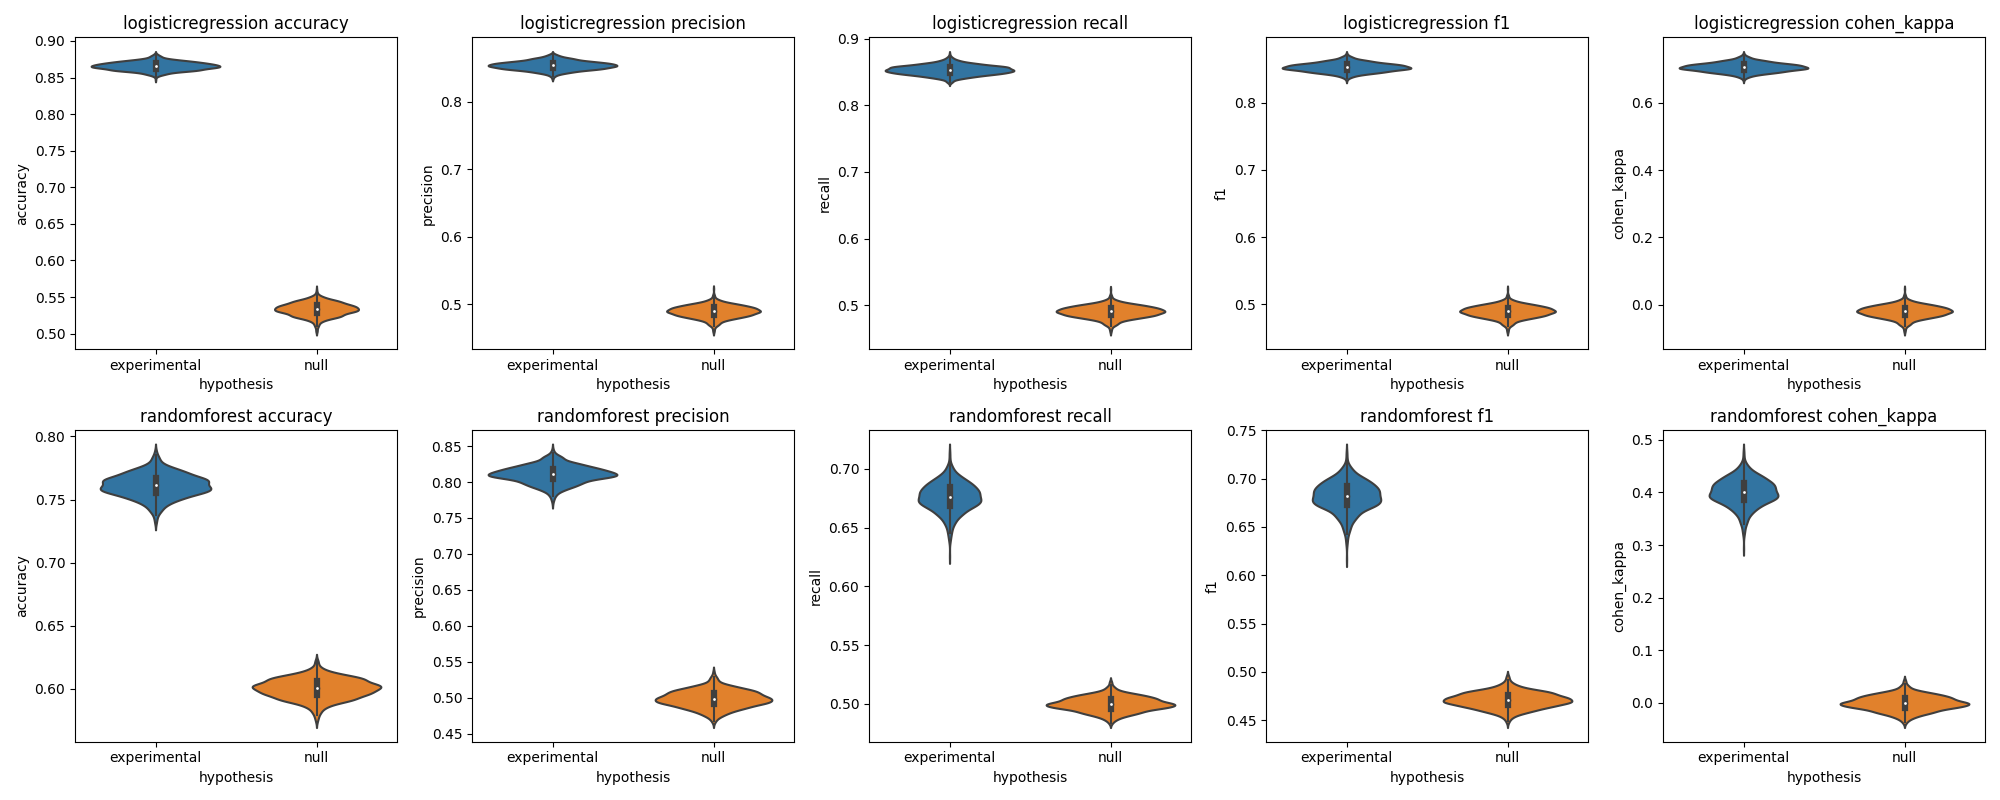 logisticregression accuracy
0.90
0.85
0.80
0.75
0.70
0.65
0.60
0.55
0.50
accuracy
experimental null
hypothesis
logisticregression precision
0.8
0.7
0.6
0.5
precision
experimental null
hypothesis
logisticregression recall
0.9
0.8
0.7
0.6
0.5
recall
experimental null
hypothesis
logisticregression f1
0.8
0.7
0.6
0.5
f1
experimental null
hypothesis
logisticregression cohen_kappa
0.6
0.4
0.2
0.0
cohen_kappa
experimental null
hypothesis
randomforest accuracy
0.80
0.75
0.70
0.65
0.60
accuracy
experimental null
hypothesis
randomforest precision
0.85
0.80
0.75
0.70
0.65
0.60
0.55
0.50
0.45
precision
experimental null
hypothesis
randomforest recall
0.70
0.65
0.60
0.55
0.50
recall
experimental null
hypothesis
randomforest f1
0.75
0.70
0.65
0.60
0.55
0.50
0.45
f1
experimental null
hypothesis
randomforest cohen_kappa
0.5
0.4
0.3
0.2
0.1
0.0
cohen_kappa
experimental null
hypothesis